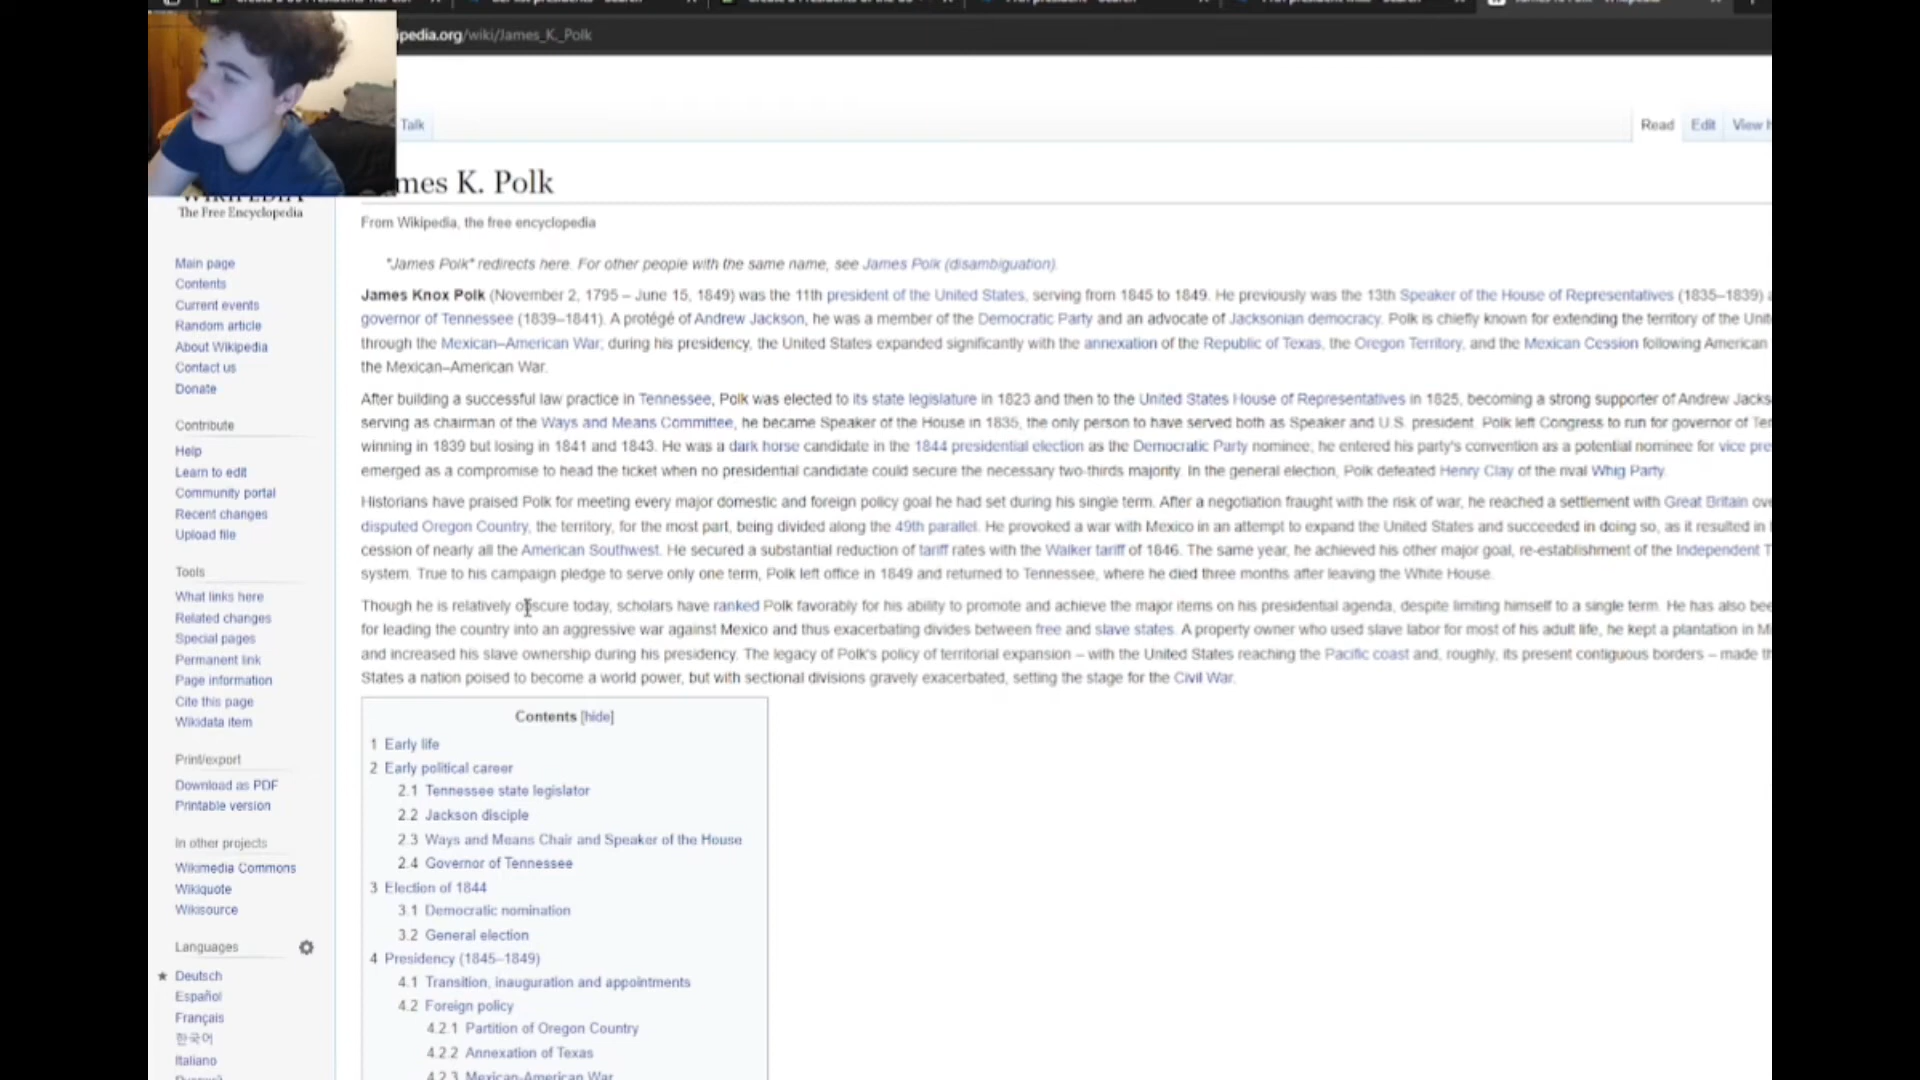 ipedia.org/wiki/James_K._Polk
Talk
Read Edit View
mes K. Polk
The Free Encyclopedia
From Wikipedia, the free encyclopedia
"James Polk" redirects here. For other people with the same name, see James Polk (disambiguation).
James Knox Polk (November 2, 1795 – June 15, 1849) was the 11th president of the United States, serving from 1845 to 1849. He previously was the 13th Speaker of the House of Representatives (1835–1839)
governor of Tennessee (1839–1841). A protégé of Andrew Jackson, he was a member of the Democratic Party and an advocate of Jacksonian democracy. Polk is chiefly known for extending the territory of the Unit
through the Mexican–American War; during his presidency, the United States expanded significantly with the annexation of the Republic of Texas, the Oregon Territory, and the Mexican Cession following American
the Mexican–American War.
After building a successful law practice in Tennessee, Polk was elected to its state legislature in 1823 and then to the United States House of Representatives in 1825, becoming a strong supporter of Andrew Jacks
serving as chairman of the Ways and Means Committee, he became Speaker of the House in 1835, the only person to have served both as Speaker and U.S. president. Polk left Congress to run for governor of Ter
winning in 1839 but losing in 1841 and 1843. He was a dark horse candidate in the 1844 presidential election as the Democratic Party nominee; he entered his party's convention as a potential nominee for vice pre
emerged as a compromise to head the ticket when no presidential candidate could secure the necessary two-thirds majority. In the general election, Polk defeated Henry Clay of the rival Whig Party.
Historians have praised Polk for meeting every major domestic and foreign policy goal he had set during his single term. After a negotiation fraught with the risk of war, he reached a settlement with Great Britain ov
disputed Oregon Country, the territory, for the most part, being divided along the 49th parallel. He provoked a war with Mexico in an attempt to expand the United States and succeeded in doing so, as it resulted in
cession of nearly all the American Southwest. He secured a substantial reduction of tariff rates with the Walker tariff of 1846. The same year, he achieved his other major goal, re-establishment of the Independent T
system. True to his campaign pledge to serve only one term, Polk left office in 1849 and returned to Tennessee, where he died three months after leaving the White House.
Though he is relatively obscure today, scholars have ranked Polk favorably for his ability to promote and achieve the major items on his presidential agenda, despite limiting himself to a single term. He has also bee
for leading the country into an aggressive war against Mexico and thus exacerbating divides between free and slave states. A property owner who used slave labor for most of his adult life, he kept a plantation in M
and increased his slave ownership during his presidency. The legacy of Polk's policy of territorial expansion – with the United States reaching the Pacific coast and, roughly, its present contiguous borders – made
States a nation poised to become a world power, but with sectional divisions gravely exacerbated, setting the stage for the Civil War.
Main page
Contents
Current events
Random article
About Wikipedia
Contact us
Donate
Contribute
Help
Learn to edit
Community portal
Recent changes
Upload file
Tools
What links here
Related changes
Special pages
Permanent link
Page information
Cite this page
Wikidata item
Print/export
Download as PDF
Printable version
In other projects
Wikimedia Commons
Wikiquote
Wikisource
Languages
Deutsch
Español
Français
한국어
Italiano
Contents [hide]
1 Early life
2 Early political career
2.1 Tennessee state legislator
2.2 Jackson disciple
2.3 Ways and Means Chair and Speaker of the House
2.4 Governor of Tennessee
3 Election of 1844
3.1 Democratic nomination
3.2 General election
4 Presidency (1845–1849)
4.1 Transition, inauguration and appointments
4.2 Foreign policy
4.2.1 Partition of Oregon Country
4.2.2 Annexation of Texas
4.2.3 Mexican-American War